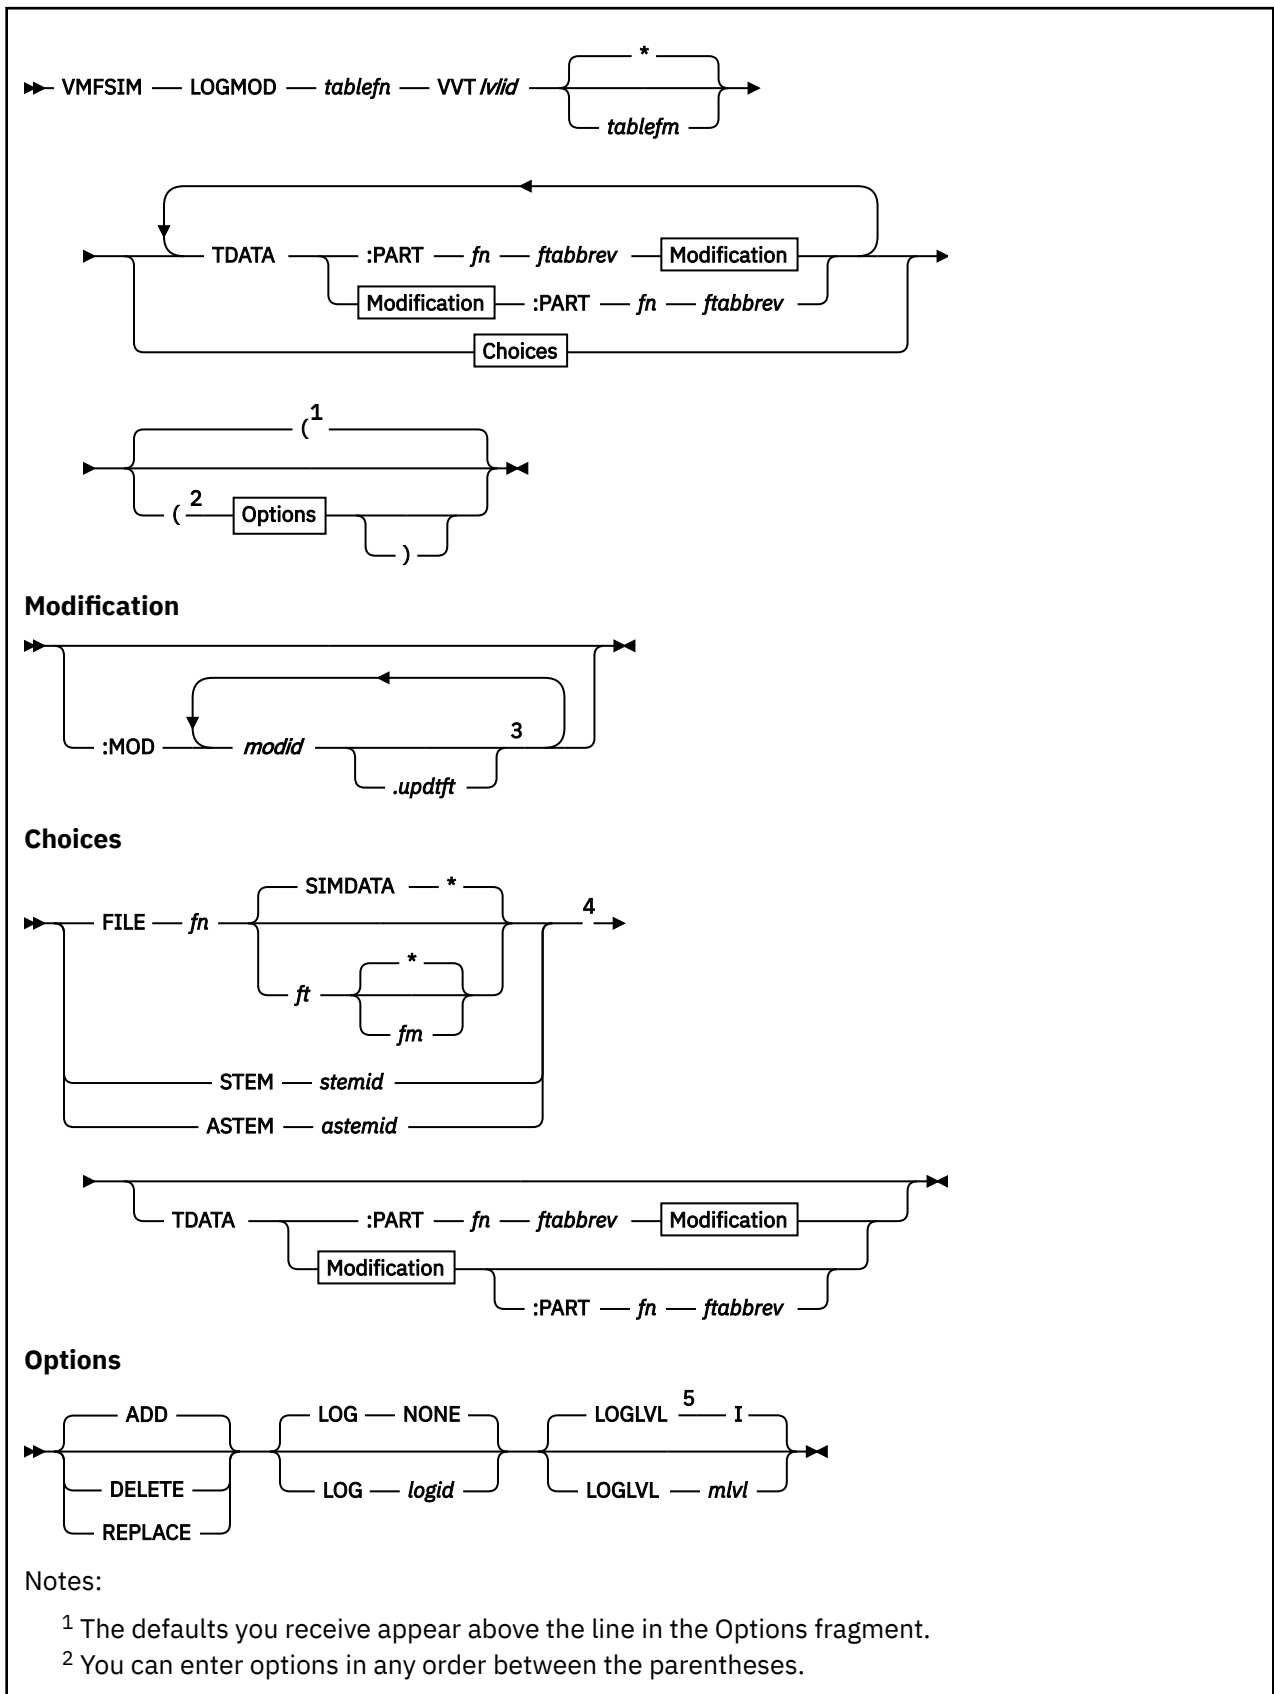 *
VMFSIM LOGMOD tablefn VVTlvlid
tablefm
TDATA :PART fn ftabbrev Modification
Modification :PART fn ftabbrev
Choices
( 1
( 2 Options
)
Modification
:MOD modid 3
.updtft
Choices
SIMDATA *
FILE fn 4
*
ft
fm
STEM stemid
ASTEM astemid
TDATA :PART fn ftabbrev Modification
Modification
:PART fn ftabbrev
Options
ADD LOG NONE LOGLVL 5 I
DELETE LOG logid LOGLVL mlvl
REPLACE
Notes:
1 The defaults you receive appear above the line in the Options fragment.
2 You can enter options in any order between the parentheses.